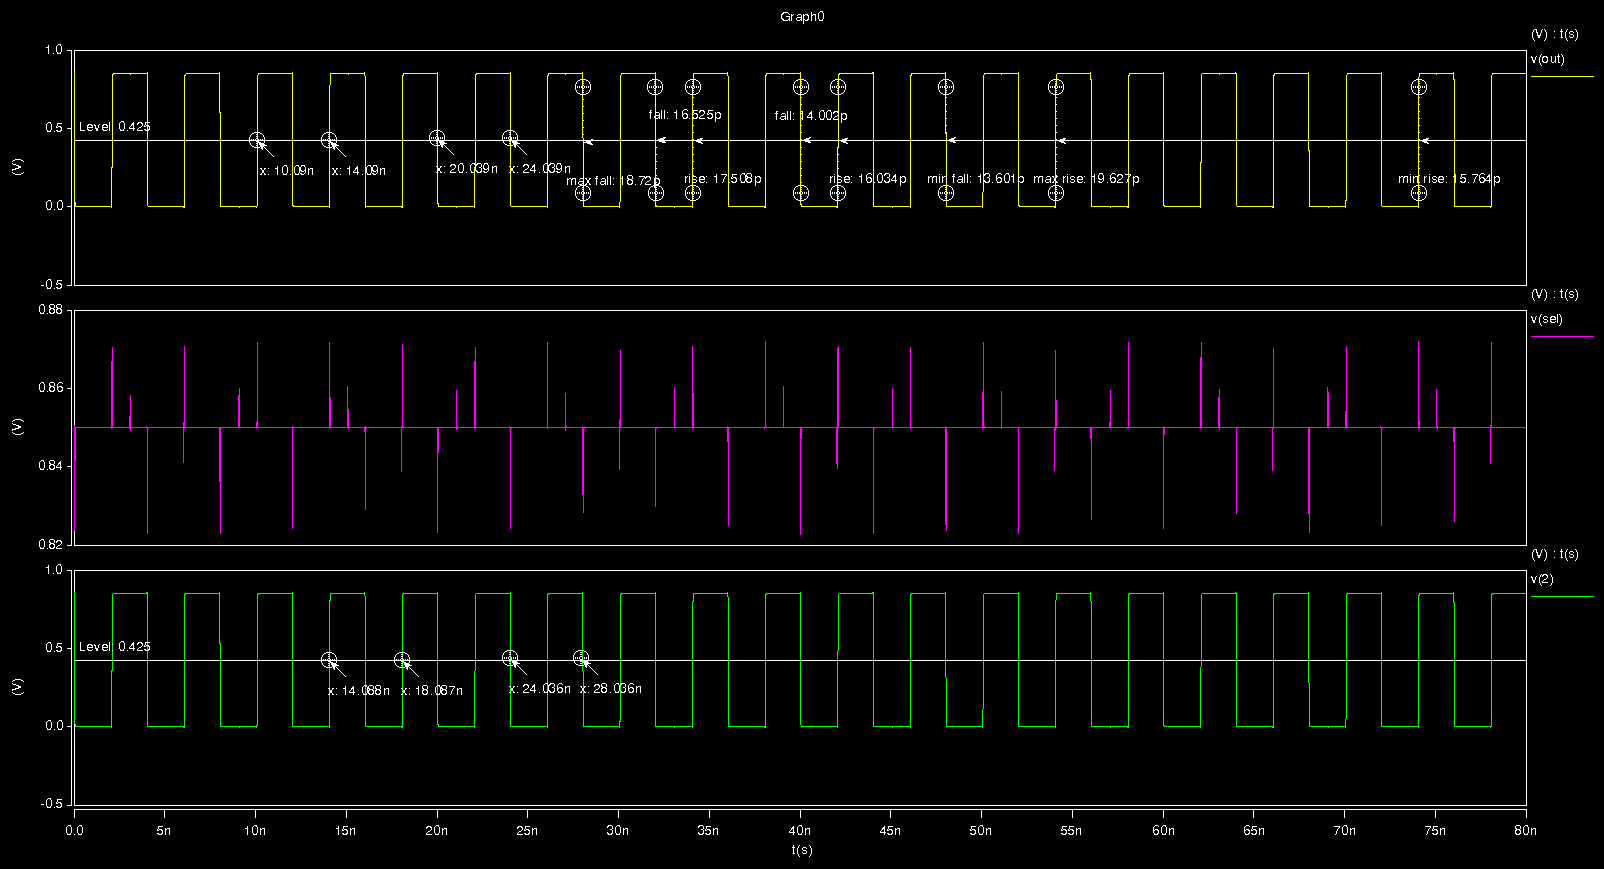 Graph0
(V) : t(s)
v(out)
1.0
0.5
0.0
-0.5
(V)
Level: 0.425
x: 10.09n
x: 14.09n
x: 20.039n
x: 24.039n
max fall: 18.72p
fall: 16.525p
rise: 17.508p
fall: 14.002p
rise: 16.034p
min fall: 13.601p
max rise: 19.627p
min rise: 15.764p
(V) : t(s)
v(sel)
0.88
0.86
0.84
0.82
(V)
(V) : t(s)
v(2)
1.0
0.5
0.0
-0.5
(V)
Level: 0.425
x: 14.088n
x: 18.087n
x: 24.036n
x: 28.036n
0.0 5n 10n 15n 20n 25n 30n 35n 40n 45n 50n 55n 60n 65n 70n 75n 80n
t(s)